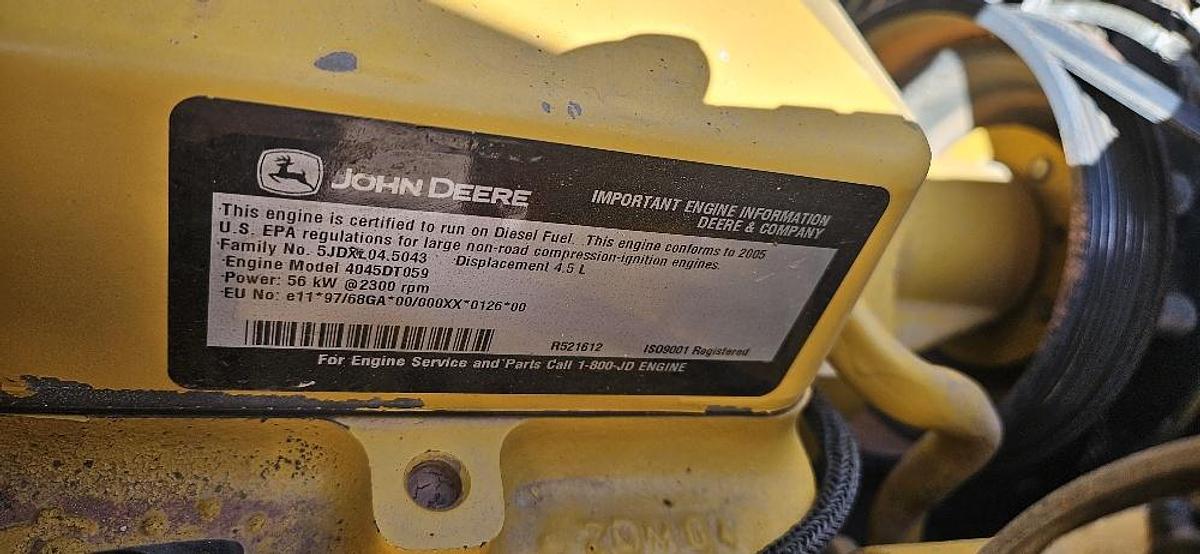 JOHN DEERE
IMPORTANT ENGINE INFORMATION
DEERE & COMPANY
·This engine is certified to run on Diesel Fuel. This engine conforms to 2005
U.S. EPA regulations for large non-road compression-ignition engines.
·Family No. 5JDXL04.5043 ·Displacement 4.5 L
·Engine Model 4045DT059
·Power: 56 kW @2300 rpm
·EU No: e11*97/68GA*00/000XX*0126*00
R521612 ISO9001 Registered
For Engine Service and Parts Call 1-800-JD ENGINE